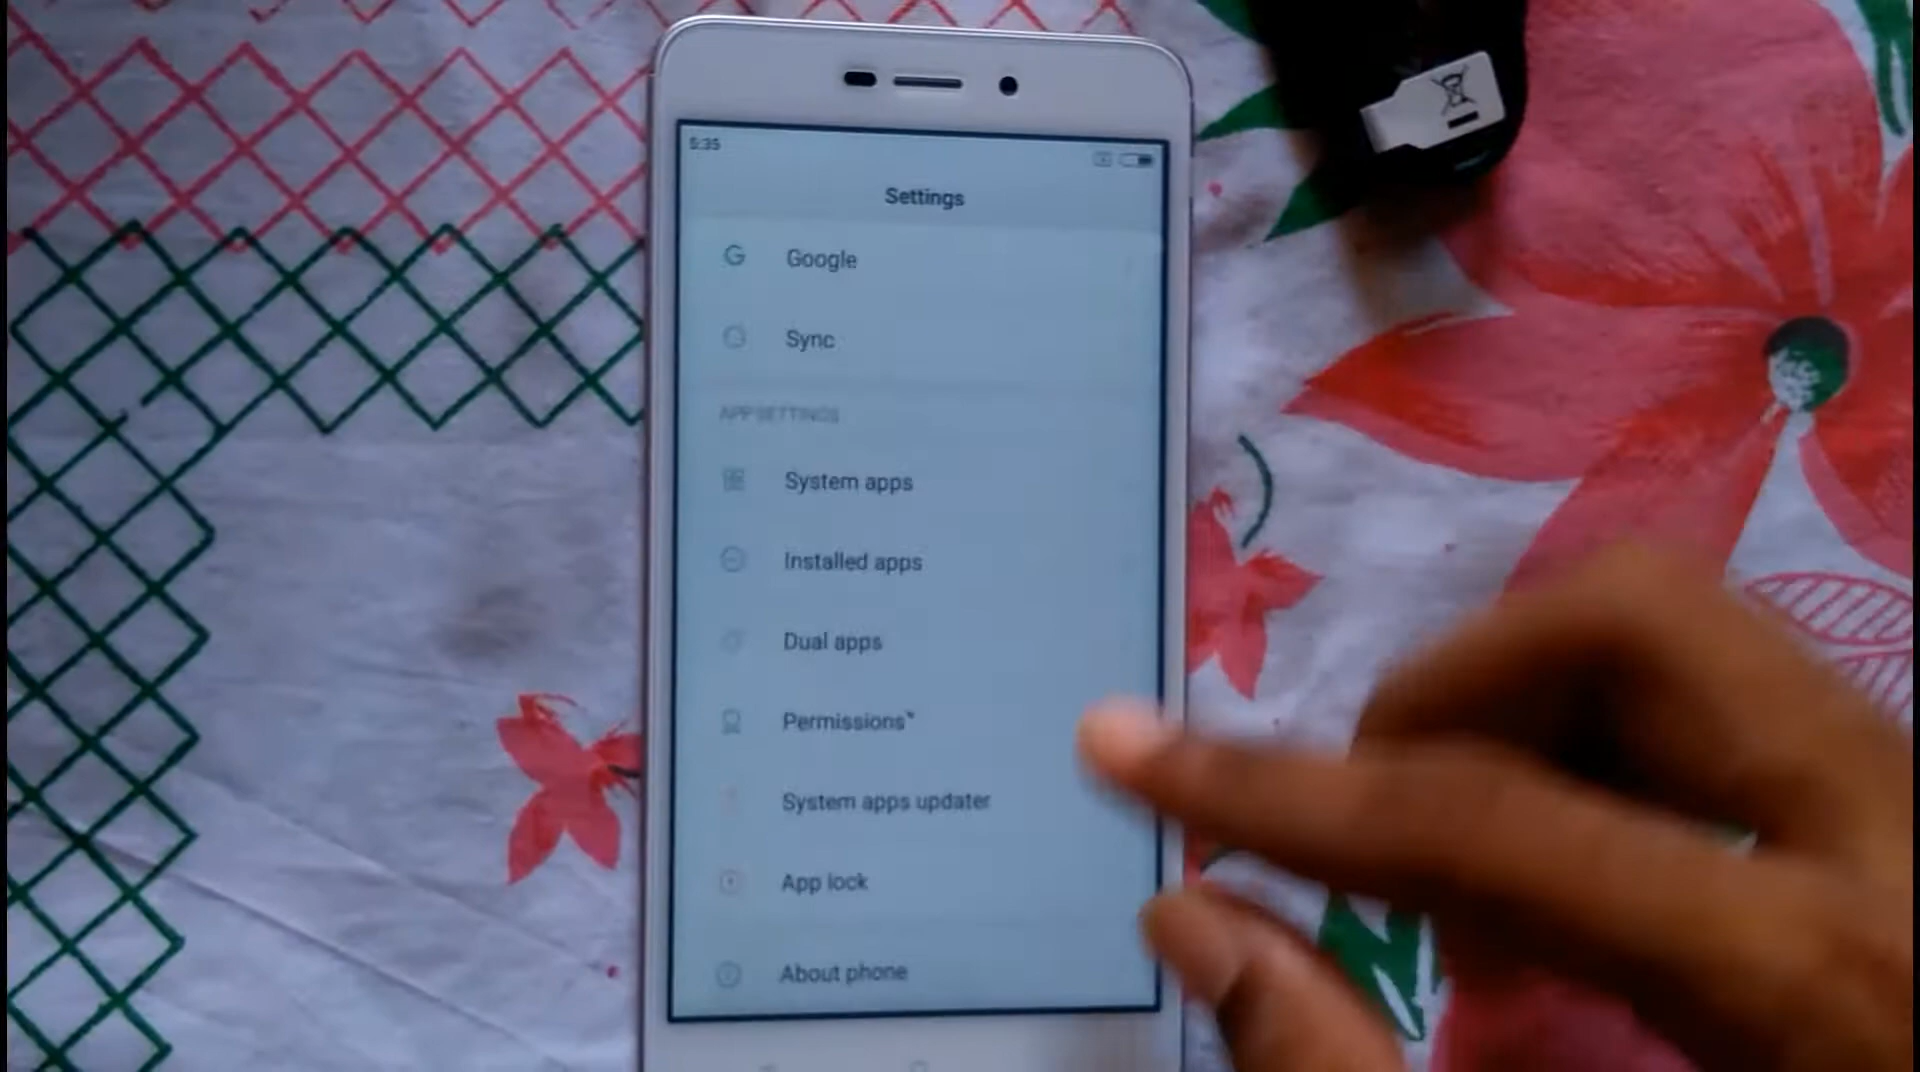 5:35
Settings
Google
Sync
APP SETTINGS
System apps
Installed apps
Dual apps
Permissions
System apps updater
App lock
About phone